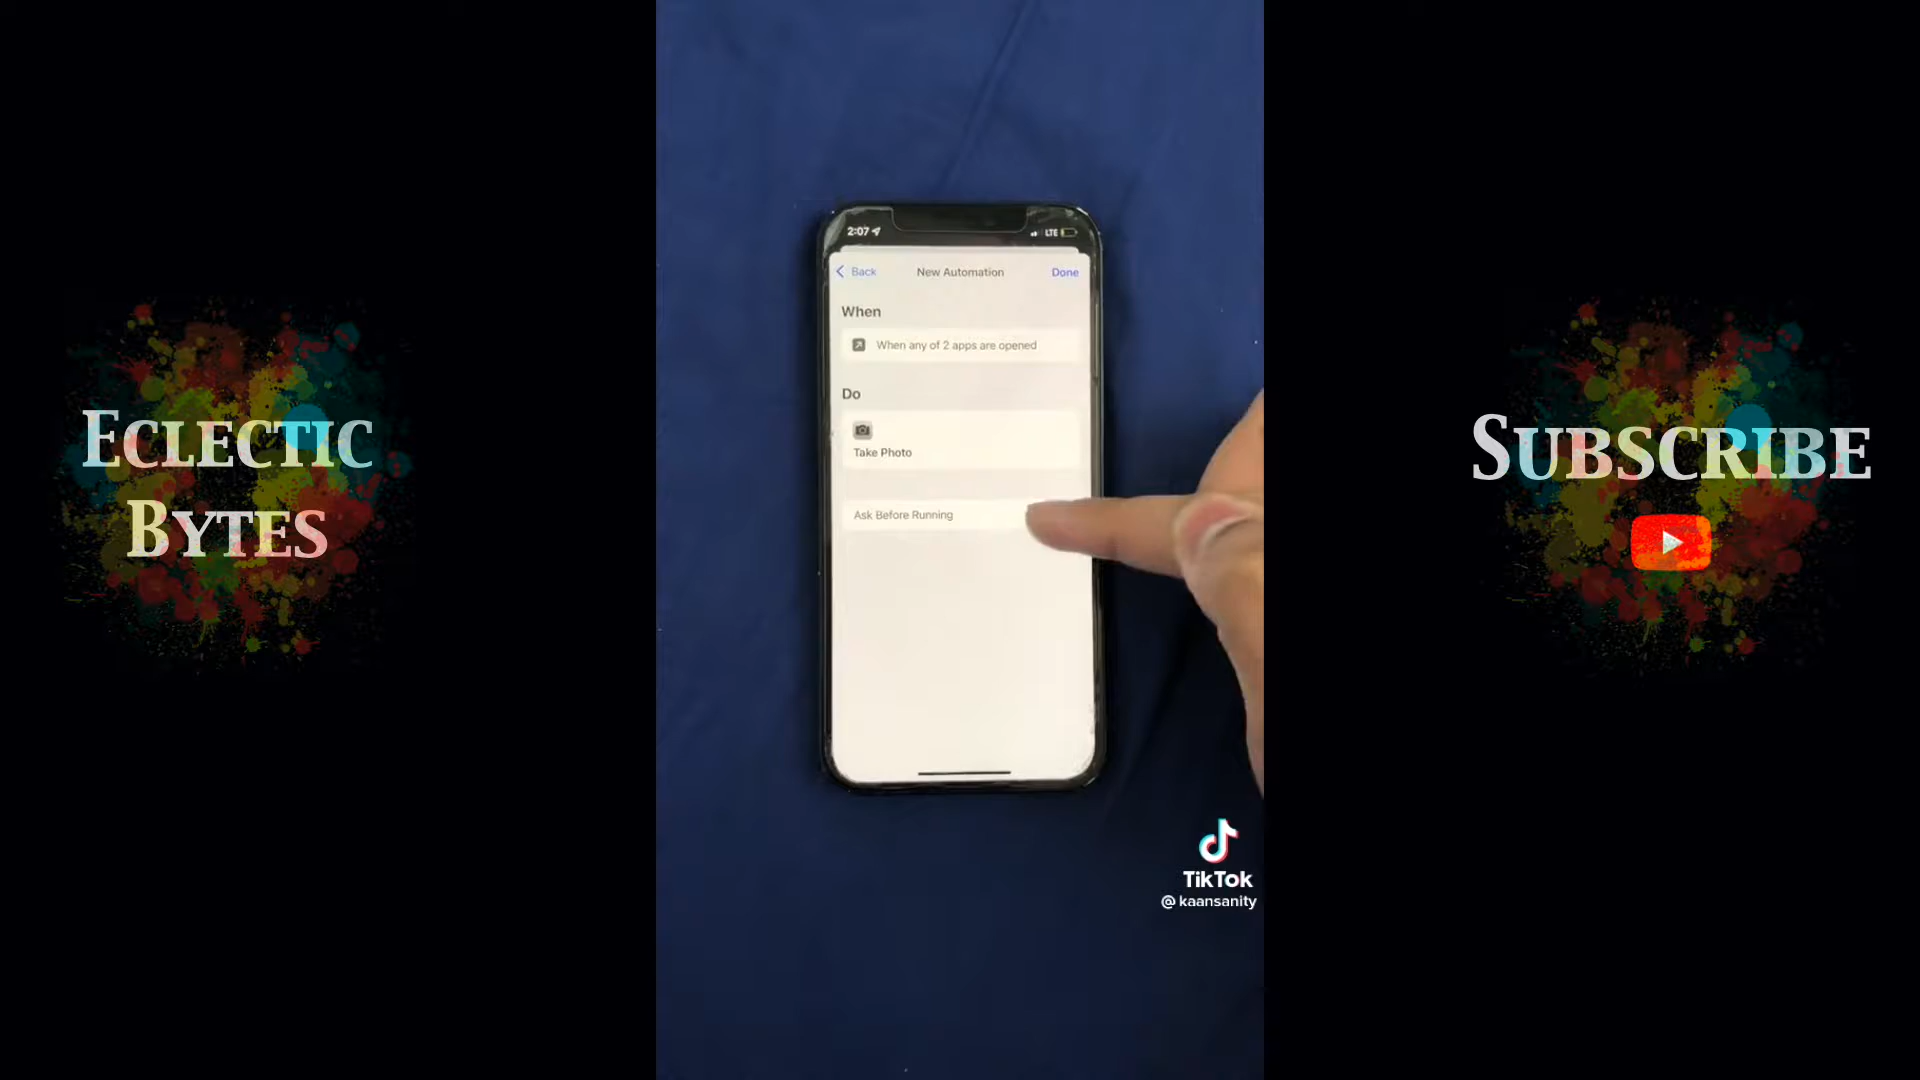 ECLECTIC
BYTES
2:07
LTE
Back
New Automation
Done
When
When any of 2 apps are opened
Do
Take Photo
Ask Before Running
SUBSCRIBE
TikTok
@kaansanity